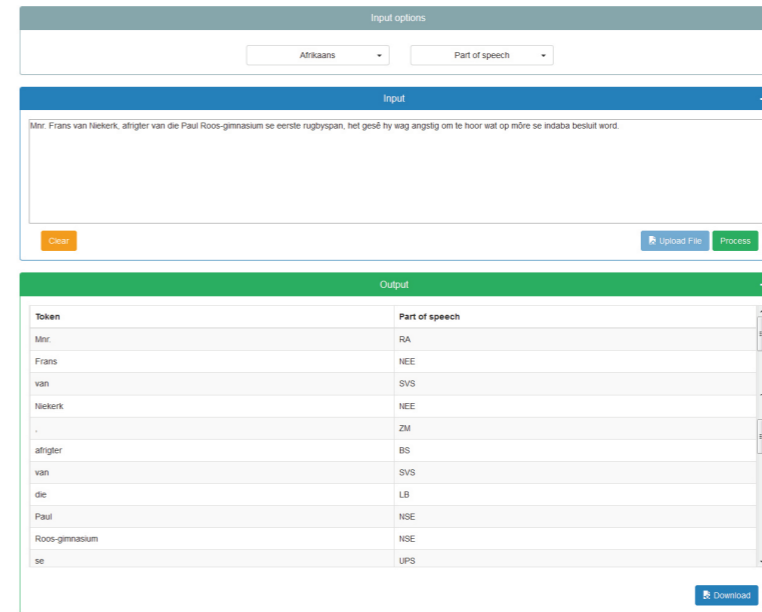 Input options
Afrikaans Part of speech
Input
Mnr. Frans van Niekerk, afrigter van die Paul Roos-gimnasium se eerste rugbyspan, het gesê hy wag angstig om te hoor wat op môre se indaba besluit word.
Clear Upload File Process
Output
Token Part of speech
Mnr. RA
Frans NEE
van SVS
Niekerk NEE
, ZM
afrigter BS
van SVS
die LB
Paul NSE
Roos-gimnasium NSE
se UPS
Download